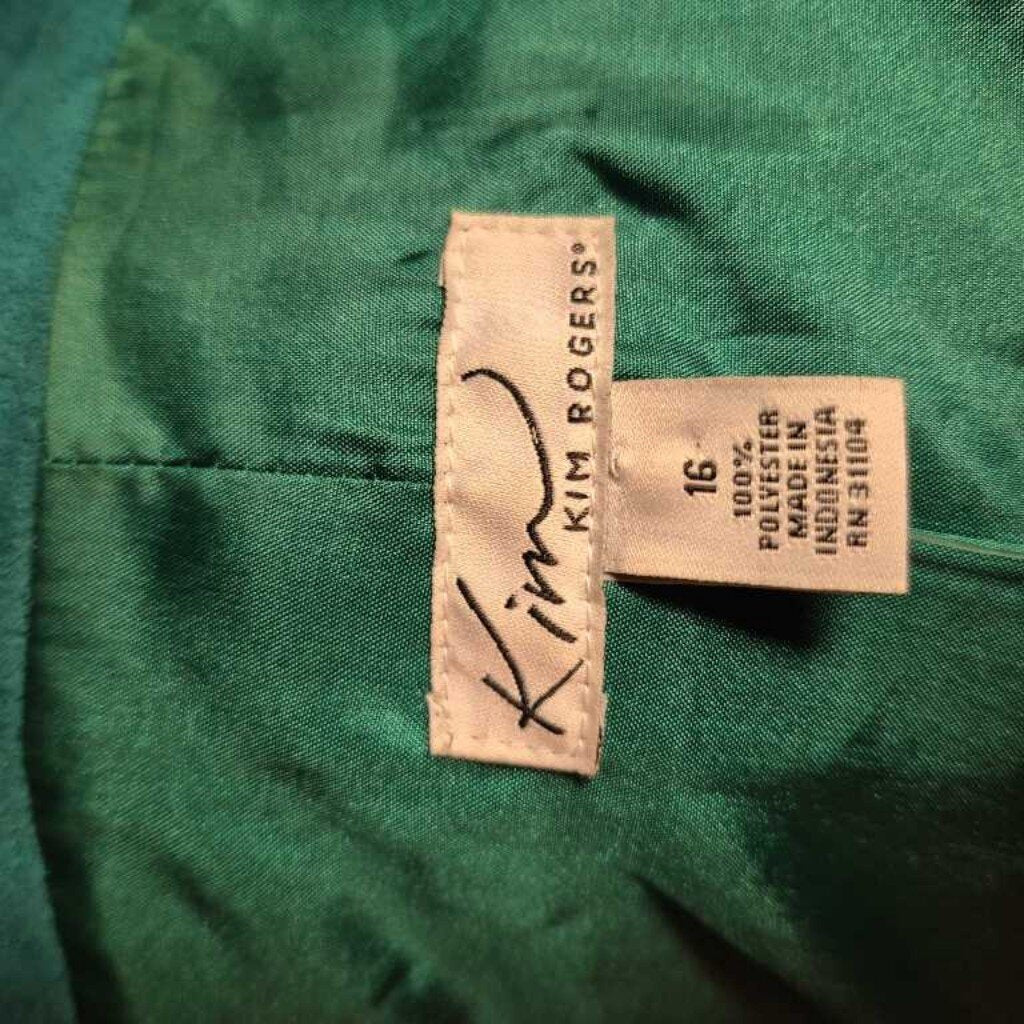 Kim
KIM ROGERS®
16
100%
POLYESTER
MADE IN
INDONESIA
RN 31104